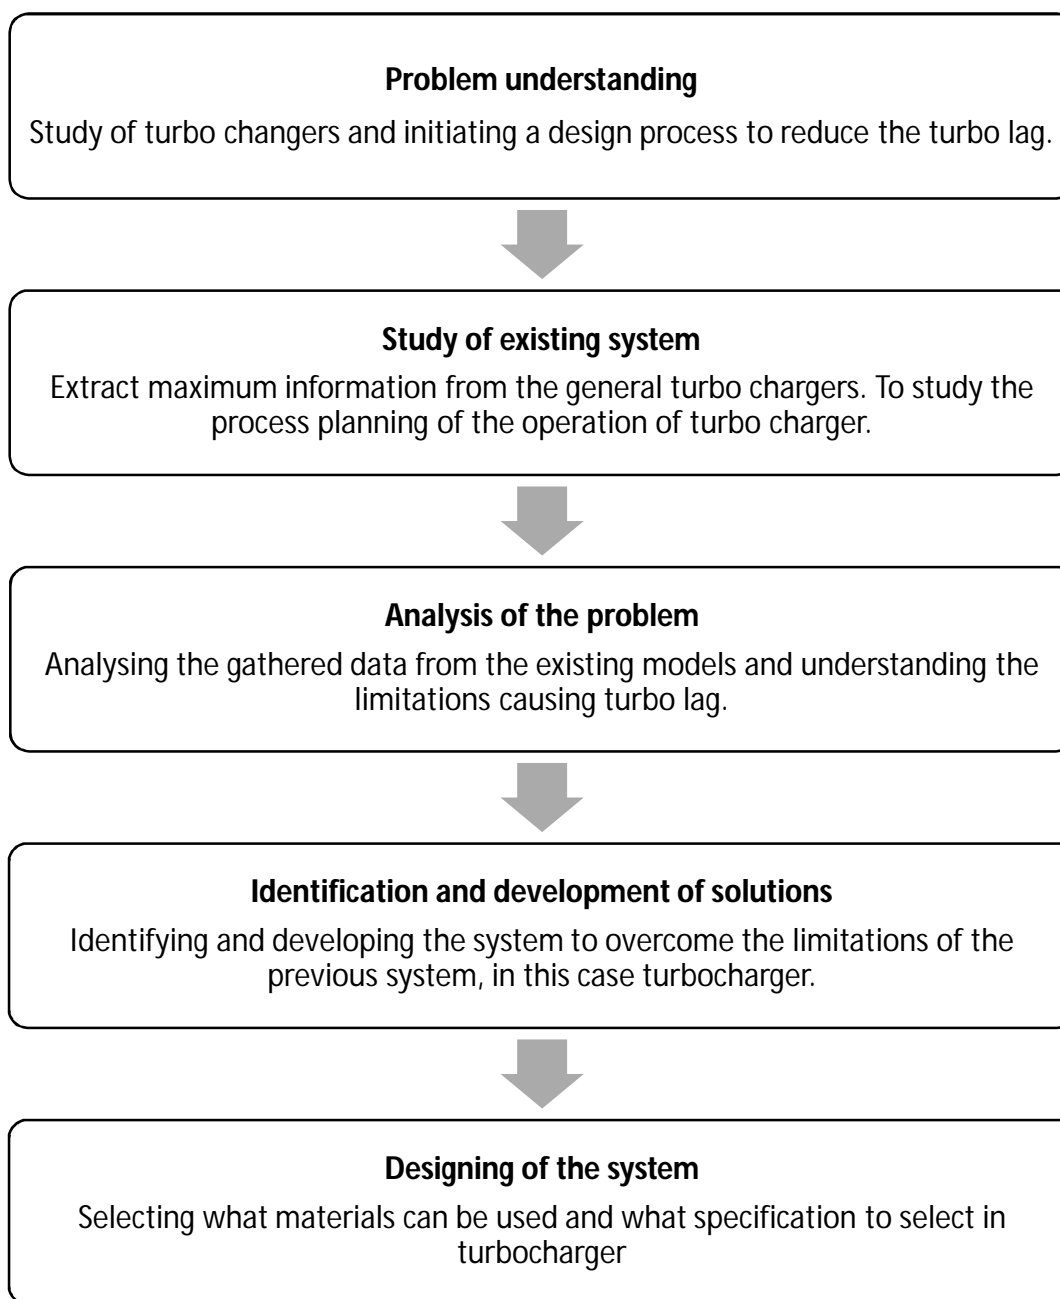 Problem understanding
Study of turbo changers and initiating a design process to reduce the turbo lag.
Study of existing system
Extract maximum information from the general turbo chargers. To study the
process planning of the operation of turbo charger.
Analysis of the problem
Analysing the gathered data from the existing models and understanding the
limitations causing turbo lag.
Identification and development of solutions
Identifying and developing the system to overcome the limitations of the
previous system, in this case turbocharger.
Designing of the system
Selecting what materials can be used and what specification to select in
turbocharger